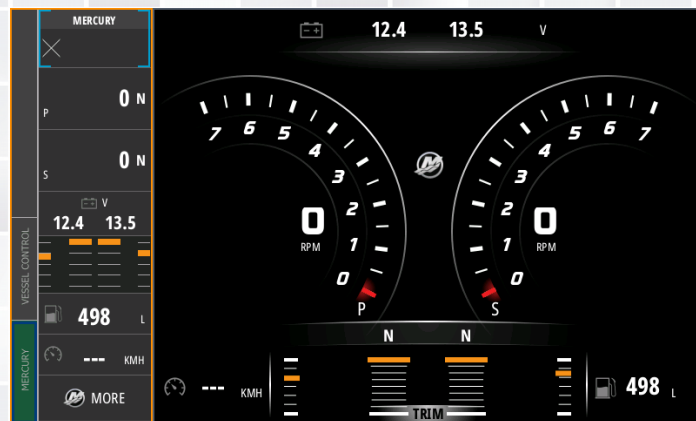 MERCURY
P 0 N
S 0 N
V
12.4 13.5
498 L
--- KMH
MORE
VESSEL CONTROL
MERCURY
12.4 13.5 V
7 6 5 4 3 2 1 0
0
RPM
P
4 5 6 7
3
2
1
0
0
RPM
S
N N
--- KMH
TRIM
498 L